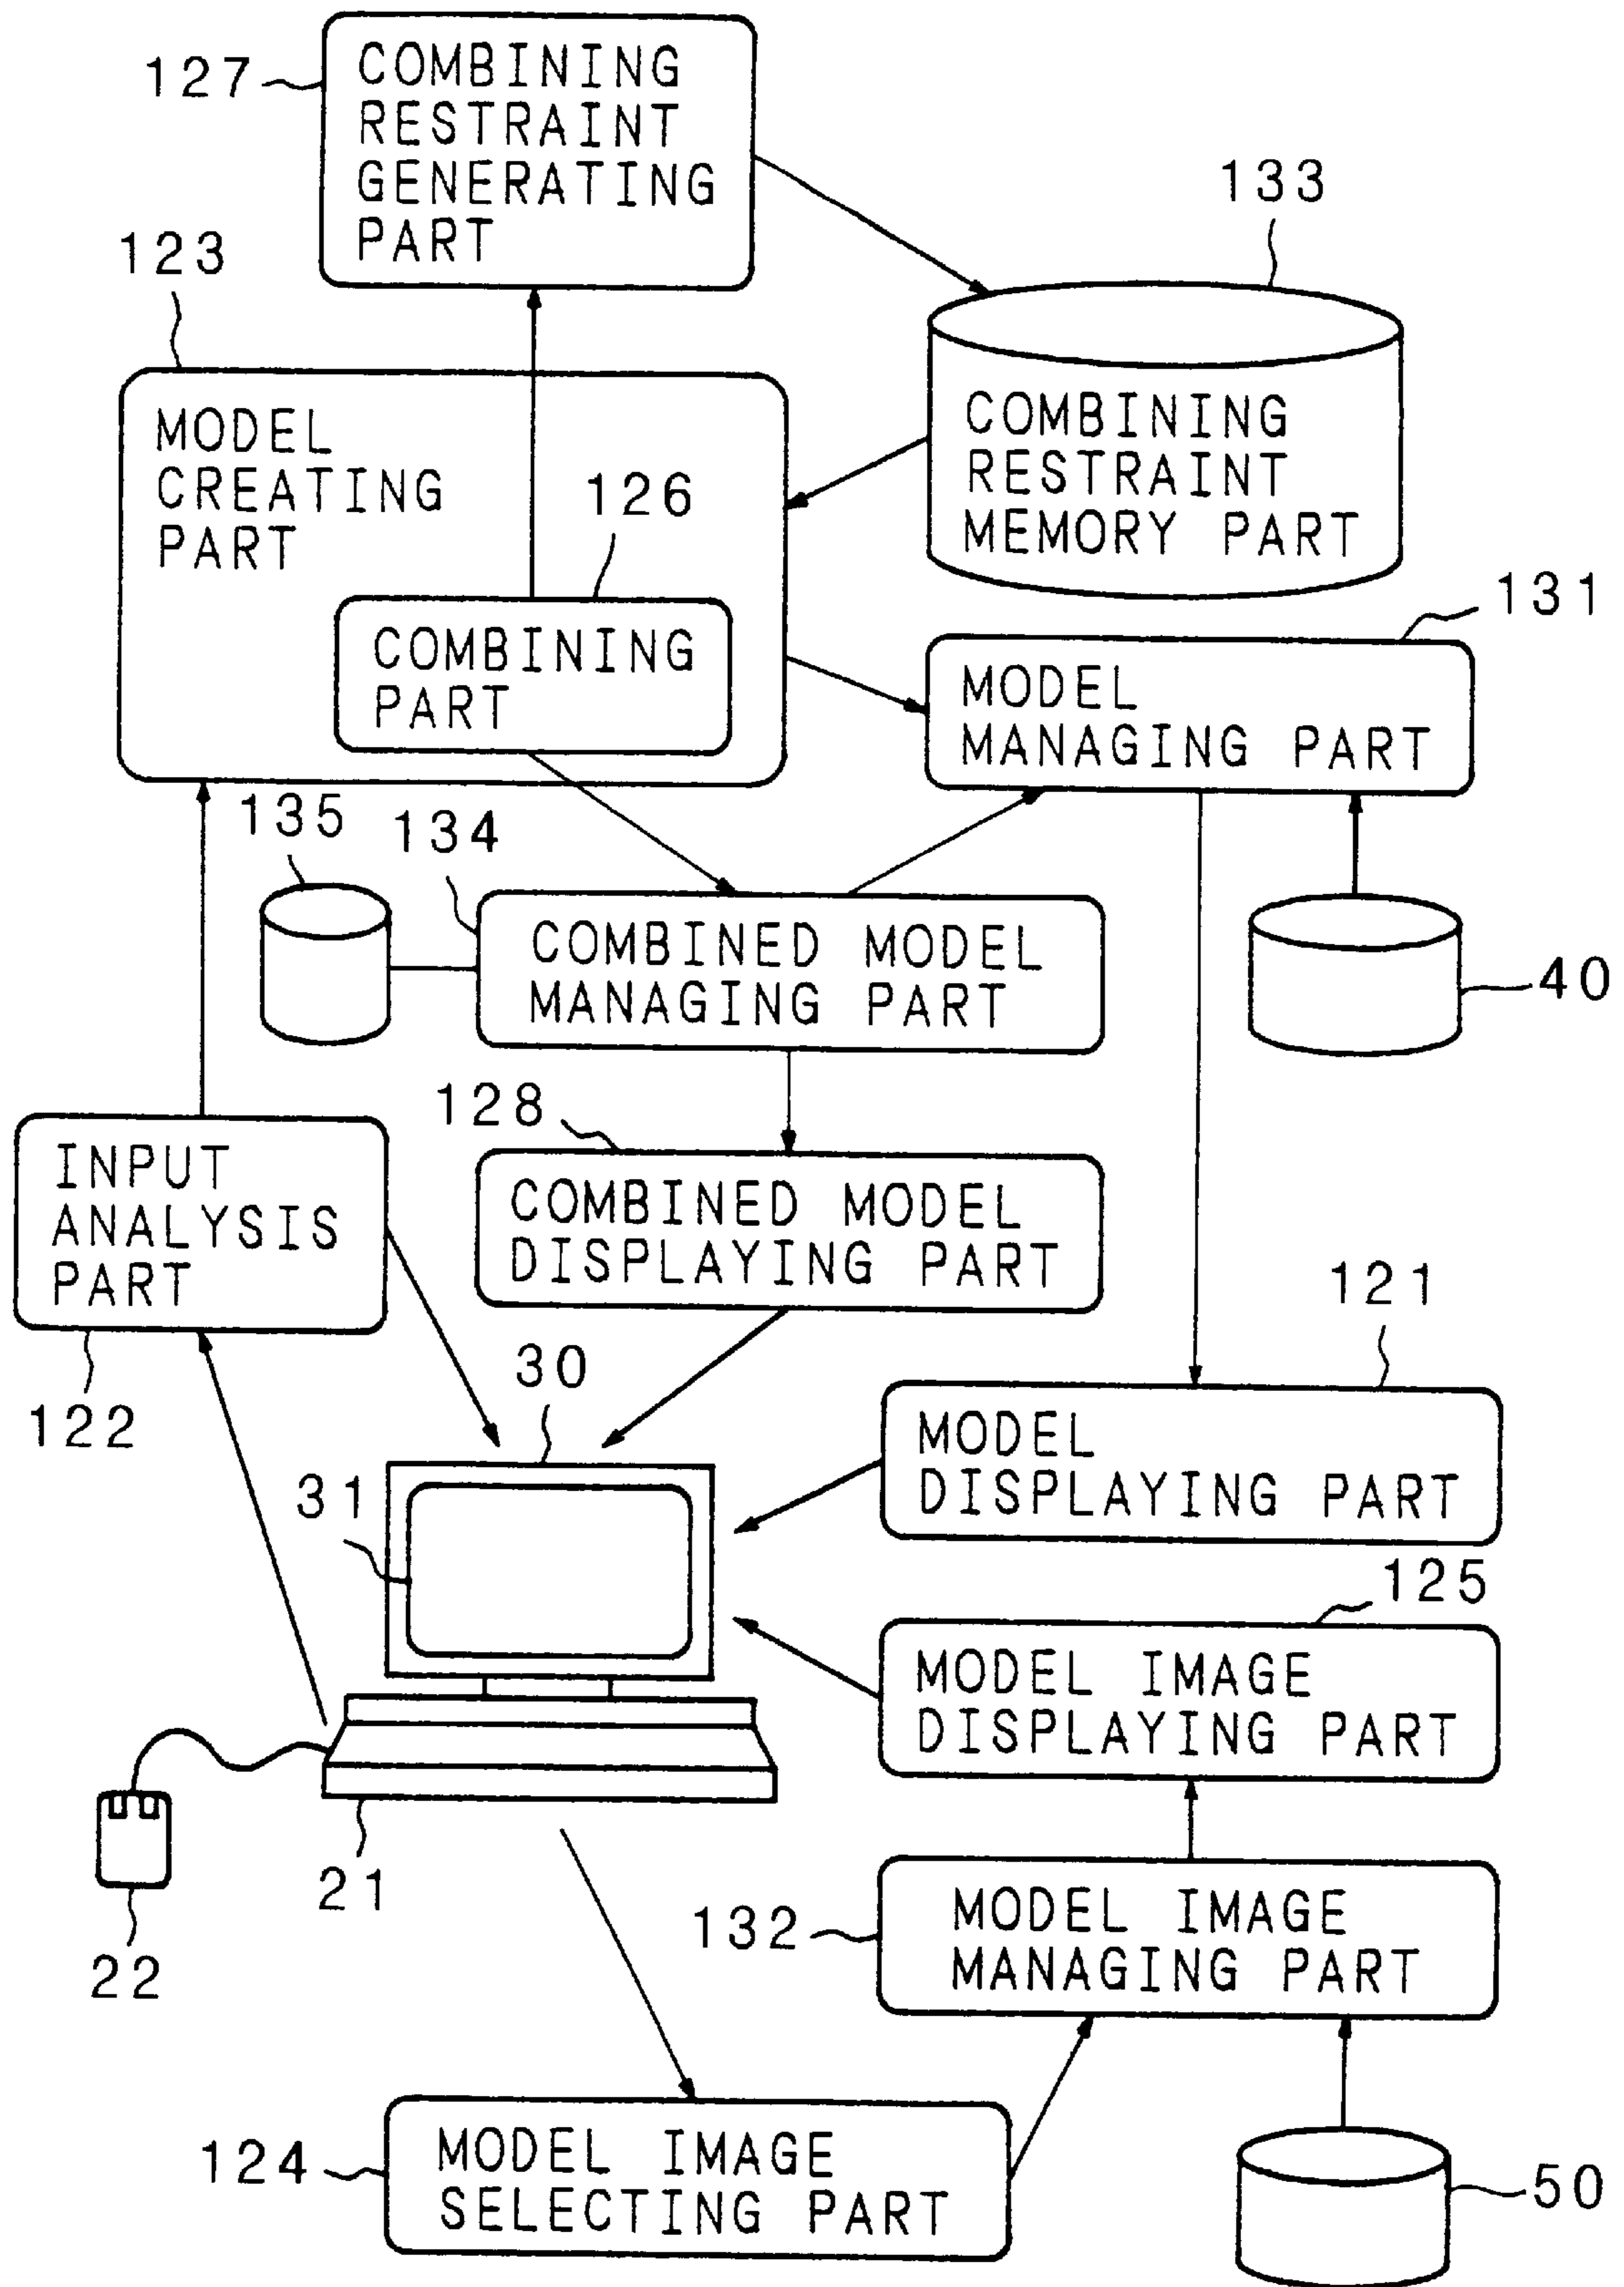 127
COMBINING
RESTRAINT
GENERATING
PART
133
123
COMBINING
RESTRAINT
MEMORY PART
MODEL
CREATING
PART
126
COMBINING
PART
131
MODEL
MANAGING PART
135
134
COMBINED MODEL
MANAGING PART
40
128
INPUT
ANALYSIS
PART
COMBINED MODEL
DISPLAYING PART
122
121
30
MODEL
DISPLAYING PART
31
125
MODEL IMAGE
DISPLAYING PART
21
22
132
MODEL IMAGE
MANAGING PART
124
MODEL IMAGE
SELECTING PART
50